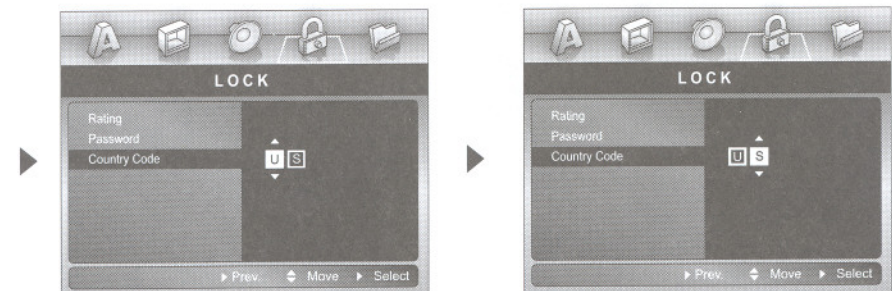 LOCK
Rating
Password
Country Code
U S
Prev. Move Select
LOCK
Rating
Password
Country Code
U S
Prev. Move Select